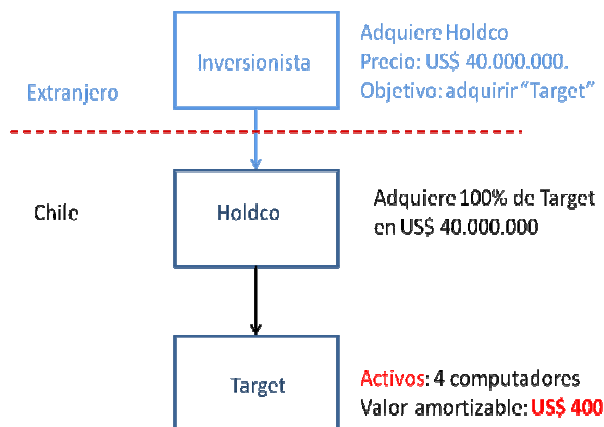 Adquiere Holdco
Precio: US$ 40.000.000.
Objetivo: adquirir “Target”
Inversionista
Extranjero
Chile
Holdco
Adquiere 100% de Target
en US$ 40.000.000
Target
Activos: 4 computadores
Valor amortizable: US$ 400